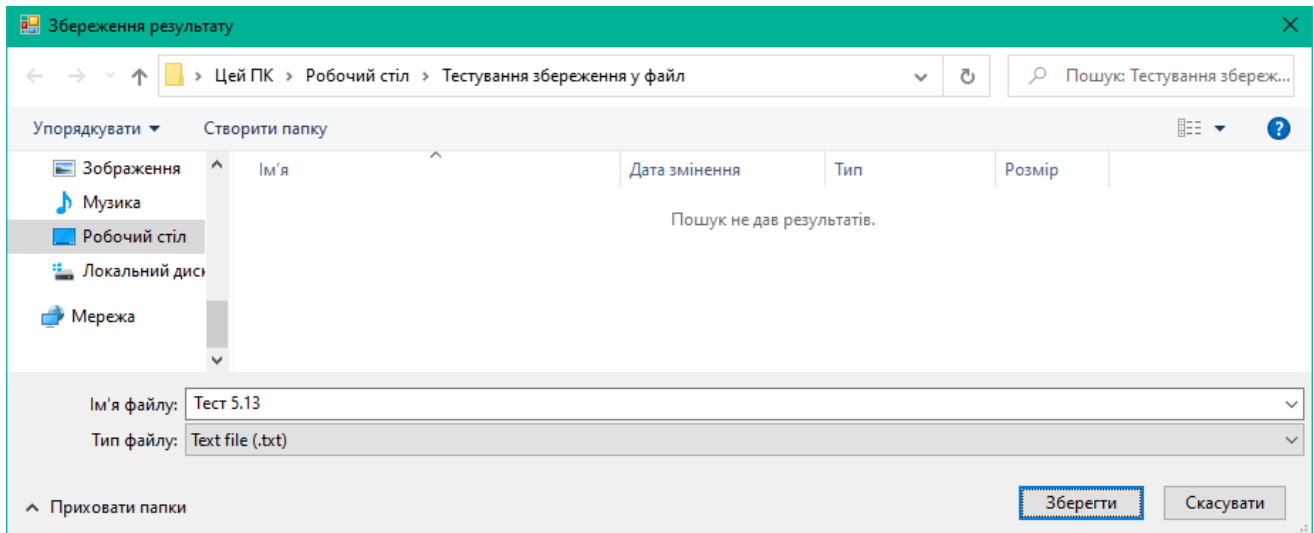 Збереження результату
Цей ПК › Робочий стіл › Тестування збереження у файл
Пошук: Тестування збереж...
Упорядкувати
Створити папку
?
Ім’я
Дата змінення
Тип
Розмір
Зображення
Музика
Робочий стіл
Локальний диск
Мережа
Пошук не дав результатів.
Ім'я файлу: Тест 5.13
Тип файлу: Text file (.txt)
Приховати папки
Зберегти
Скасувати